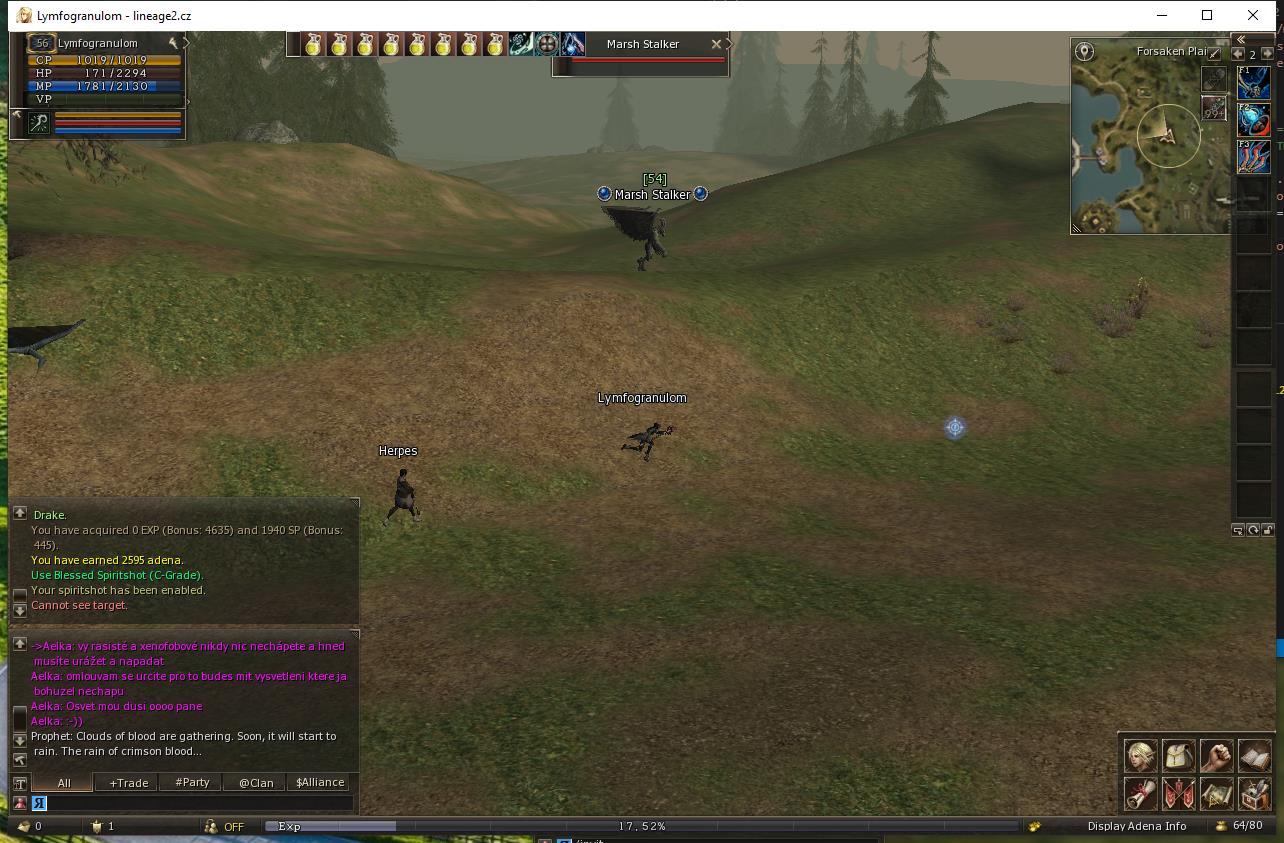 Lymfogranulom - lineage2.cz
56 Lymfogranulom
CP 1019/1019
HP 171/2294
MP 1781/2130
VP
Marsh Stalker
Forsaken Plai
2
99+
F1
F2
F3
[54]
Marsh Stalker
Lymfogranulom
Herpes
Drake.
You have acquired 0 EXP (Bonus: 4635) and 1940 SP (Bonus:
445).
You have earned 2595 adena.
Use Blessed Spiritshot (C-Grade).
Your spiritshot has been enabled.
Cannot see target.
->Aelka: vy rasisté a xenofobové nikdy nic nechápete a hned
musíte urážet a napadat
Aelka: omlouvam se urcite pro to budes mit vysvetleni ktere ja
bohuzel nechapu
Aelka: Osvet mou dusi oooo pane
Aelka: :-))
Prophet: Clouds of blood are gathering. Soon, it will start to
rain. The rain of crimson blood...
All +Trade #Party @Clan $Alliance
Я
0 1 OFF Exp 17,52% Display Adena Info 64/80